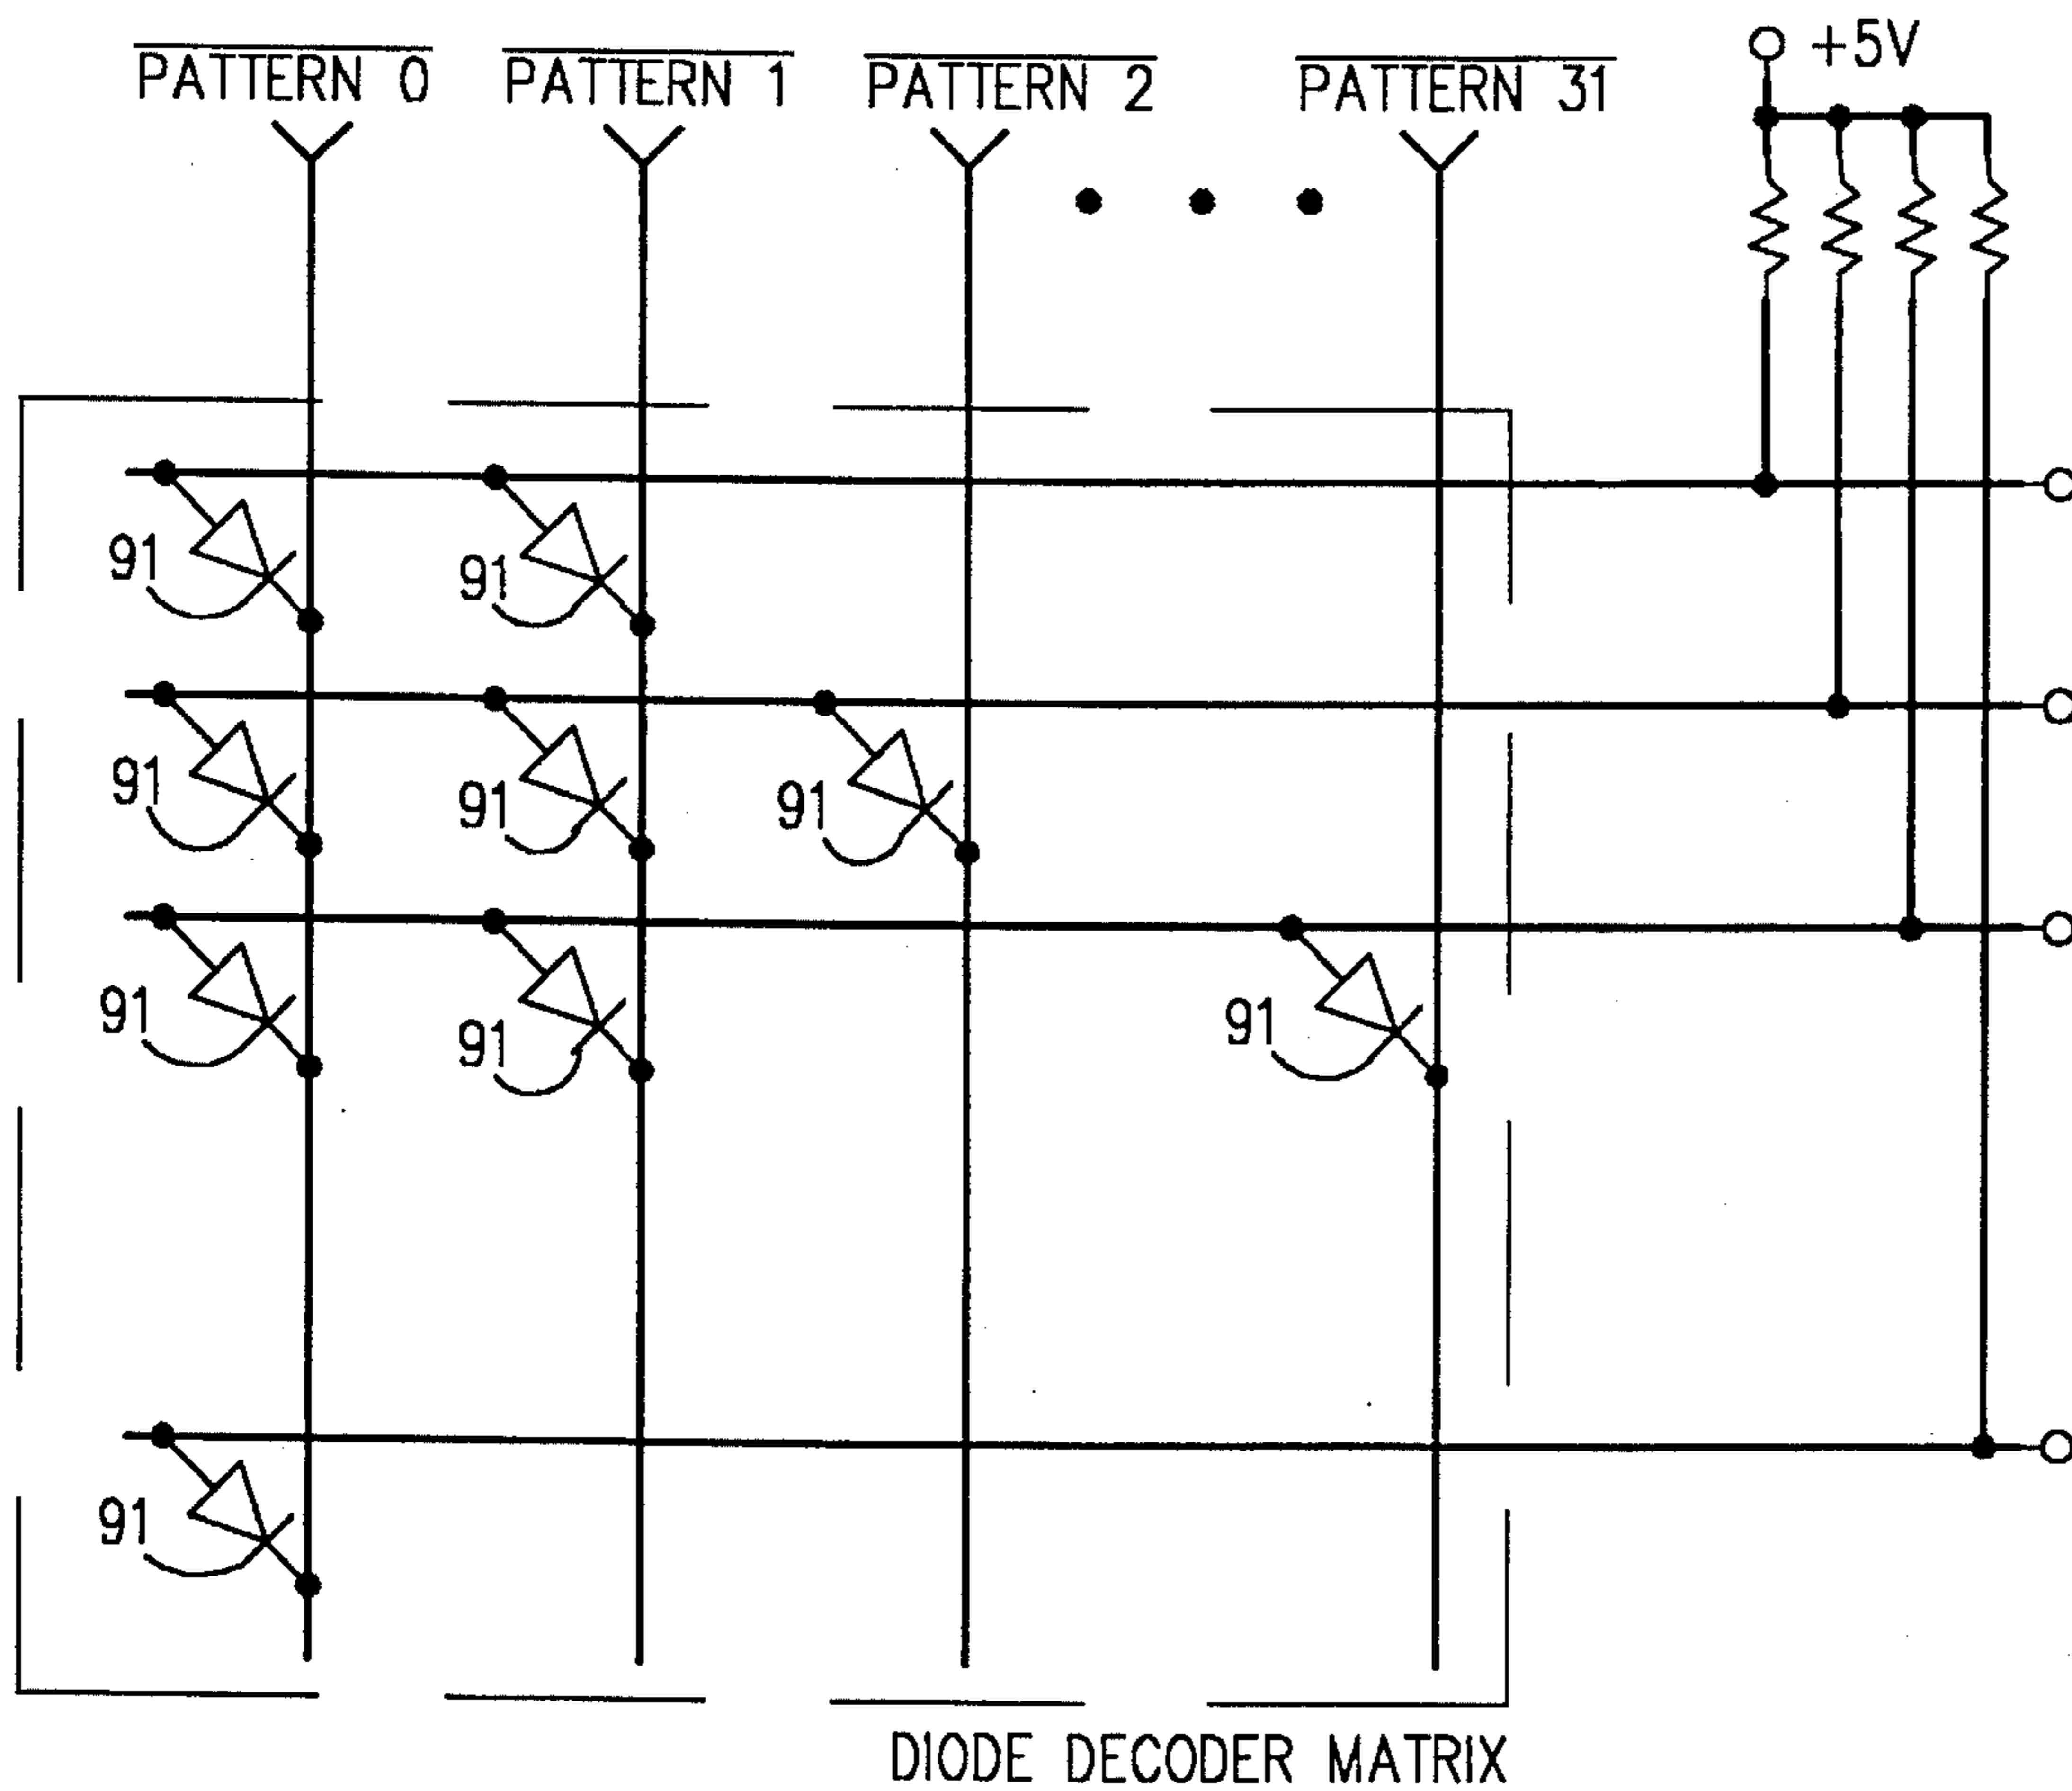 PATTERN 0 PATTERN 1 PATTERN 2 PATTERN 31 +5V
91 91
91 91 91
91 91 91
91
DIODE DECODER MATRIX